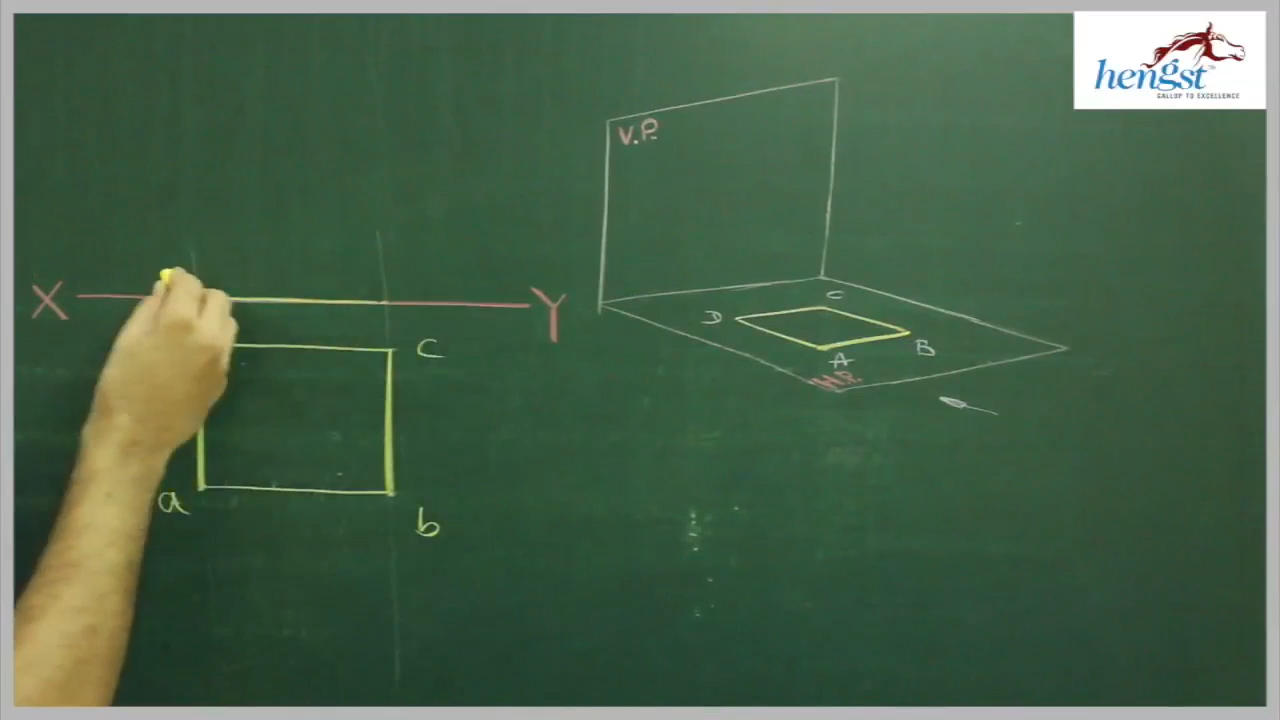 hengst
GALLOP TO EXCELLENCE
V.P.
X
Y
C
D
B
A
H.P.
c
a
b